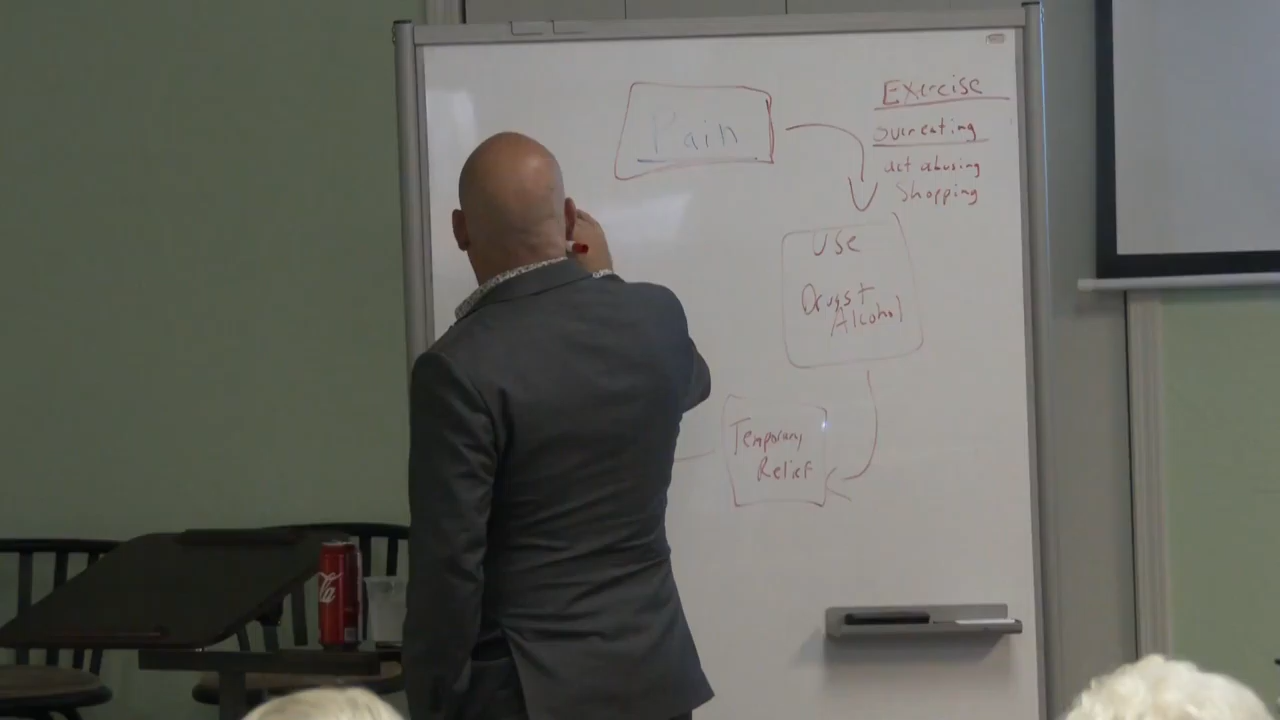 Pain
Exercise
overeating
act abusing
Shopping
Use
Drugs +
Alcohol
Temporary
Relief